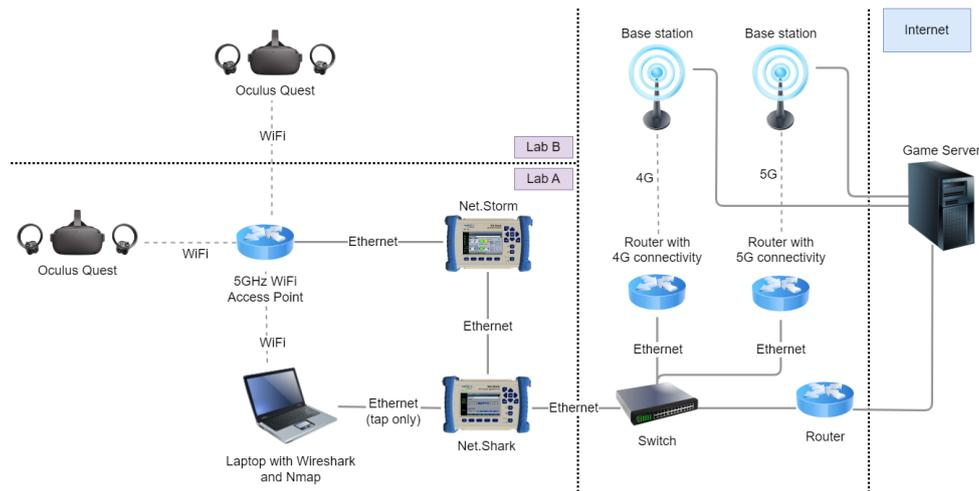 Base station
Base station
Internet
Oculus Quest
WiFi
Lab B
Lab A
4G
5G
Game Server
Net.Storm
Oculus Quest
WiFi
Ethernet
5GHz WiFi
Access Point
Router with
4G connectivity
Router with
5G connectivity
Ethernet
WiFi
Ethernet
Ethernet
Ethernet
(tap only)
Ethernet
Net.Shark
Switch
Router
Laptop with Wireshark
and Nmap